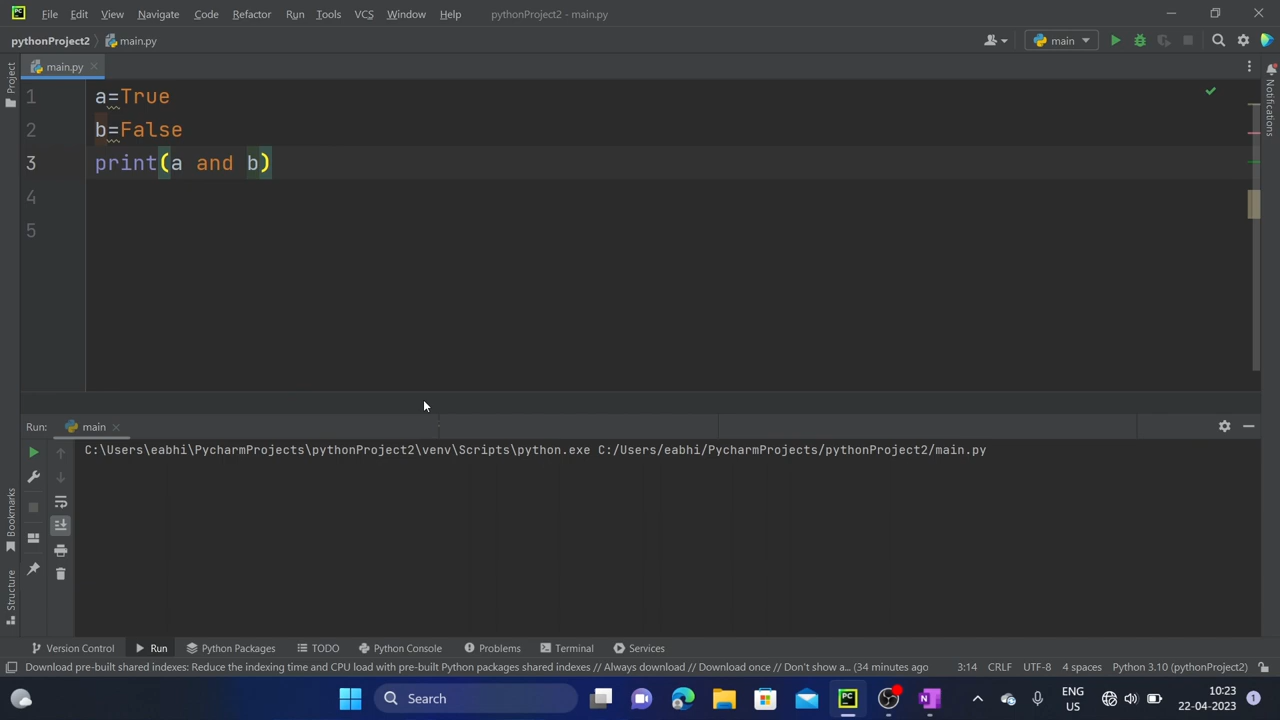 PC File Edit View Navigate Code Refactor Run Tools VCS Window Help pythonProject2 - main.py
pythonProject2 main.py main
Project main.py Notifications
1 a=True
2 b=False
3 print(a and b)
4
5
Run: main
C:\Users\eabhi\PycharmProjects\pythonProject2\venv\Scripts\python.exe C:/Users/eabhi/PycharmProjects/pythonProject2/main.py
Bookmarks
Structure
Version Control Run Python Packages TODO Python Console Problems Terminal Services
Download pre-built shared indexes: Reduce the indexing time and CPU load with pre-built Python packages shared indexes // Always download // Download once // Don't show a... (34 minutes ago 3:14 CRLF UTF-8 4 spaces Python 3.10 (pythonProject2)
Search PC ENG 10:23
US 22-04-2023 1